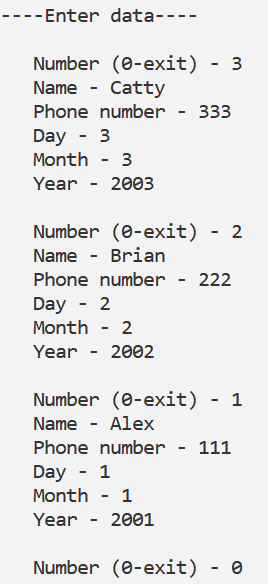 ----Enter data----
Number (0-exit) - 3
Name - Catty
Phone number - 333
Day - 3
Month - 3
Year - 2003
Number (0-exit) - 2
Name - Brian
Phone number - 222
Day - 2
Month - 2
Year - 2002
Number (0-exit) - 1
Name - Alex
Phone number - 111
Day - 1
Month - 1
Year - 2001
Number (0-exit) - 0